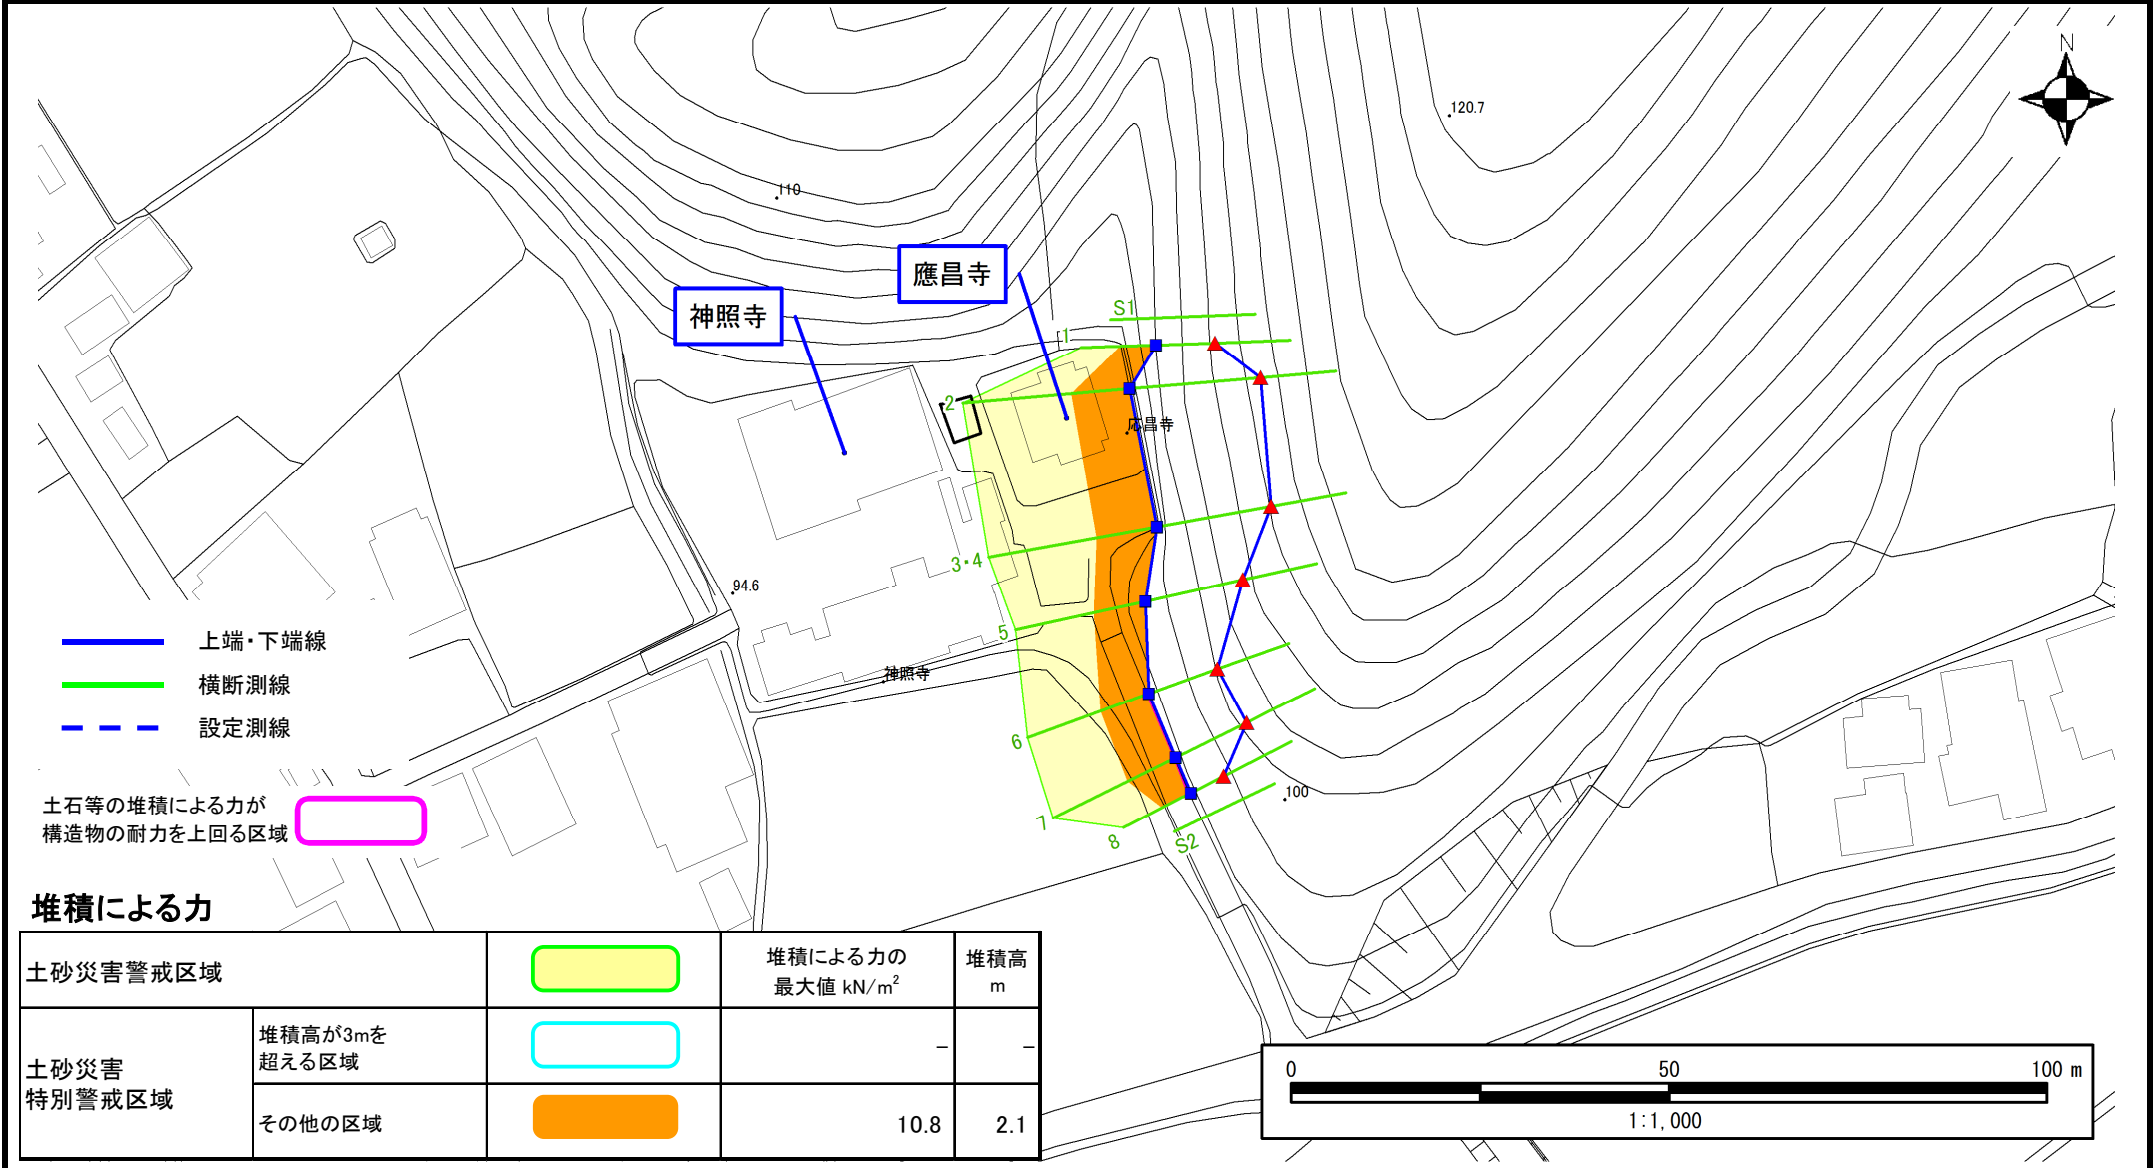 N
120.7
110
應昌寺
神照寺
S1
1
2
応昌寺
3・4
94.6
5
神照寺
6
7
8
S2
100
上端・下端線
横断測線
設定測線
土石等の堆積による力が
構造物の耐力を上回る区域
堆積による力
土砂災害警戒区域
堆積による力の
最大値 kN/m²
堆積高
m
土砂災害
特別警戒区域
堆積高が3mを
超える区域
－
－
その他の区域
10.8
2.1
0
50
100 m
1:1,000